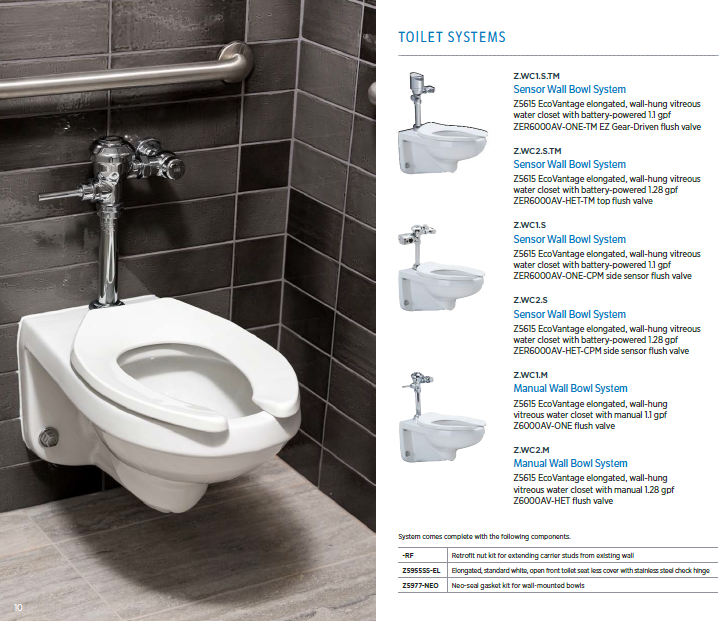 TOILET SYSTEMS
Z.WC1.S.TM
Sensor Wall Bowl System
Z5615 EcoVantage elongated, wall-hung vitreous
water closet with battery-powered 1.1 gpf
ZER6000AV-ONE-TM EZ Gear-Driven flush valve
Z.WC2.S.TM
Sensor Wall Bowl System
Z5615 EcoVantage elongated, wall-hung vitreous
water closet with battery-powered 1.28 gpf
ZER6000AV-HET-TM top flush valve
Z.WC1.S
Sensor Wall Bowl System
Z5615 EcoVantage elongated, wall-hung vitreous
water closet with battery-powered 1.1 gpf
ZER6000AV-ONE-CPM side sensor flush valve
Z.WC2.S
Sensor Wall Bowl System
Z5615 EcoVantage elongated, wall-hung vitreous
water closet with battery-powered 1.28 gpf
ZER6000AV-HET-CPM side sensor flush valve
Z.WC1.M
Manual Wall Bowl System
Z5615 EcoVantage elongated, wall-hung
vitreous water closet with manual 1.1 gpf
Z6000AV-ONE flush valve
Z.WC2.M
Manual Wall Bowl System
Z5615 EcoVantage elongated, wall-hung
vitreous water closet with manual 1.28 gpf
Z6000AV-HET flush valve
System comes complete with the following components.
-RF Retrofit nut kit for extending carrier studs from existing wall
Z5955SS-EL Elongated, standard white, open front toilet seat less cover with stainless steel check hinge
Z5977-NEO Neo-seal gasket kit for wall-mounted bowls
10